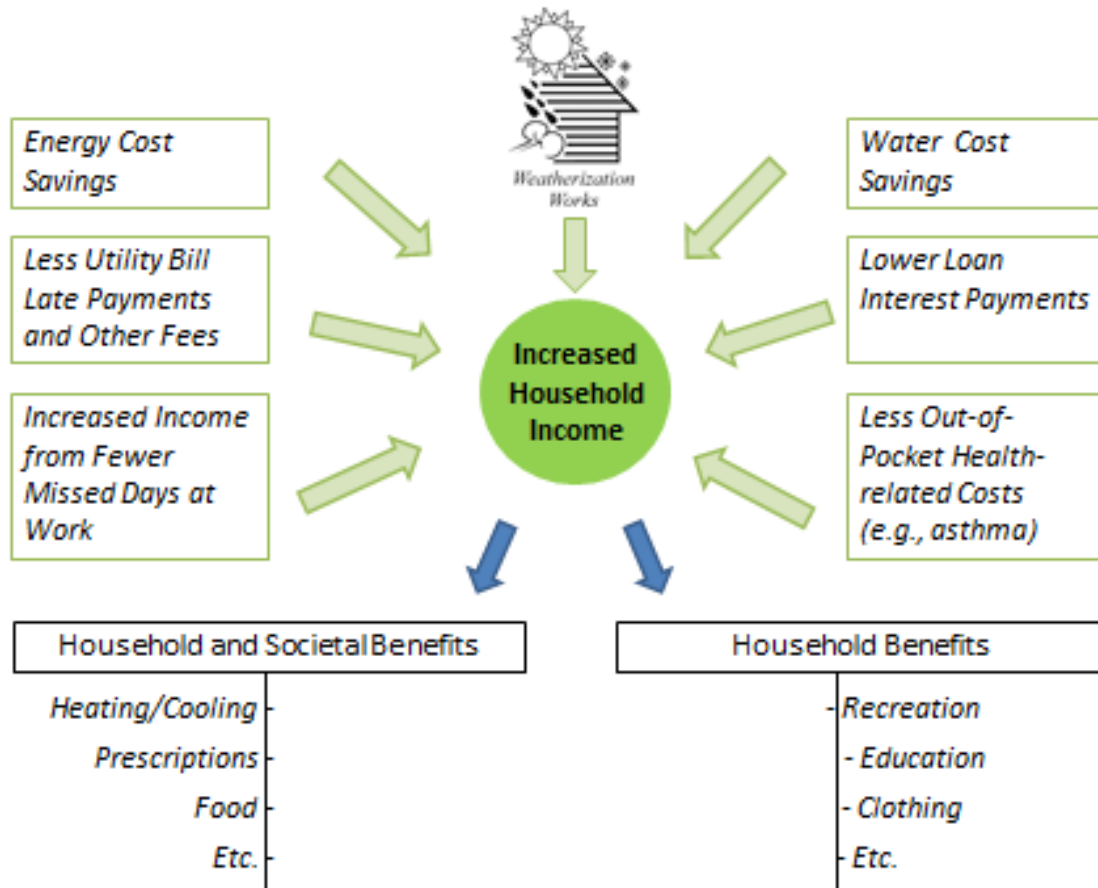 Weatherization
Works
Energy Cost
Savings
Less Utility Bill
Late Payments
and Other Fees
Increased Income
from Fewer
Missed Days at
Work
Increased
Household
Income
Water Cost
Savings
Lower Loan
Interest Payments
Less Out-of-
Pocket Health-
related Costs
(e.g., asthma)
Household and Societal Benefits
Heating/Cooling
Prescriptions
Food
Etc.
Household Benefits
- Recreation
- Education
- Clothing
- Etc.